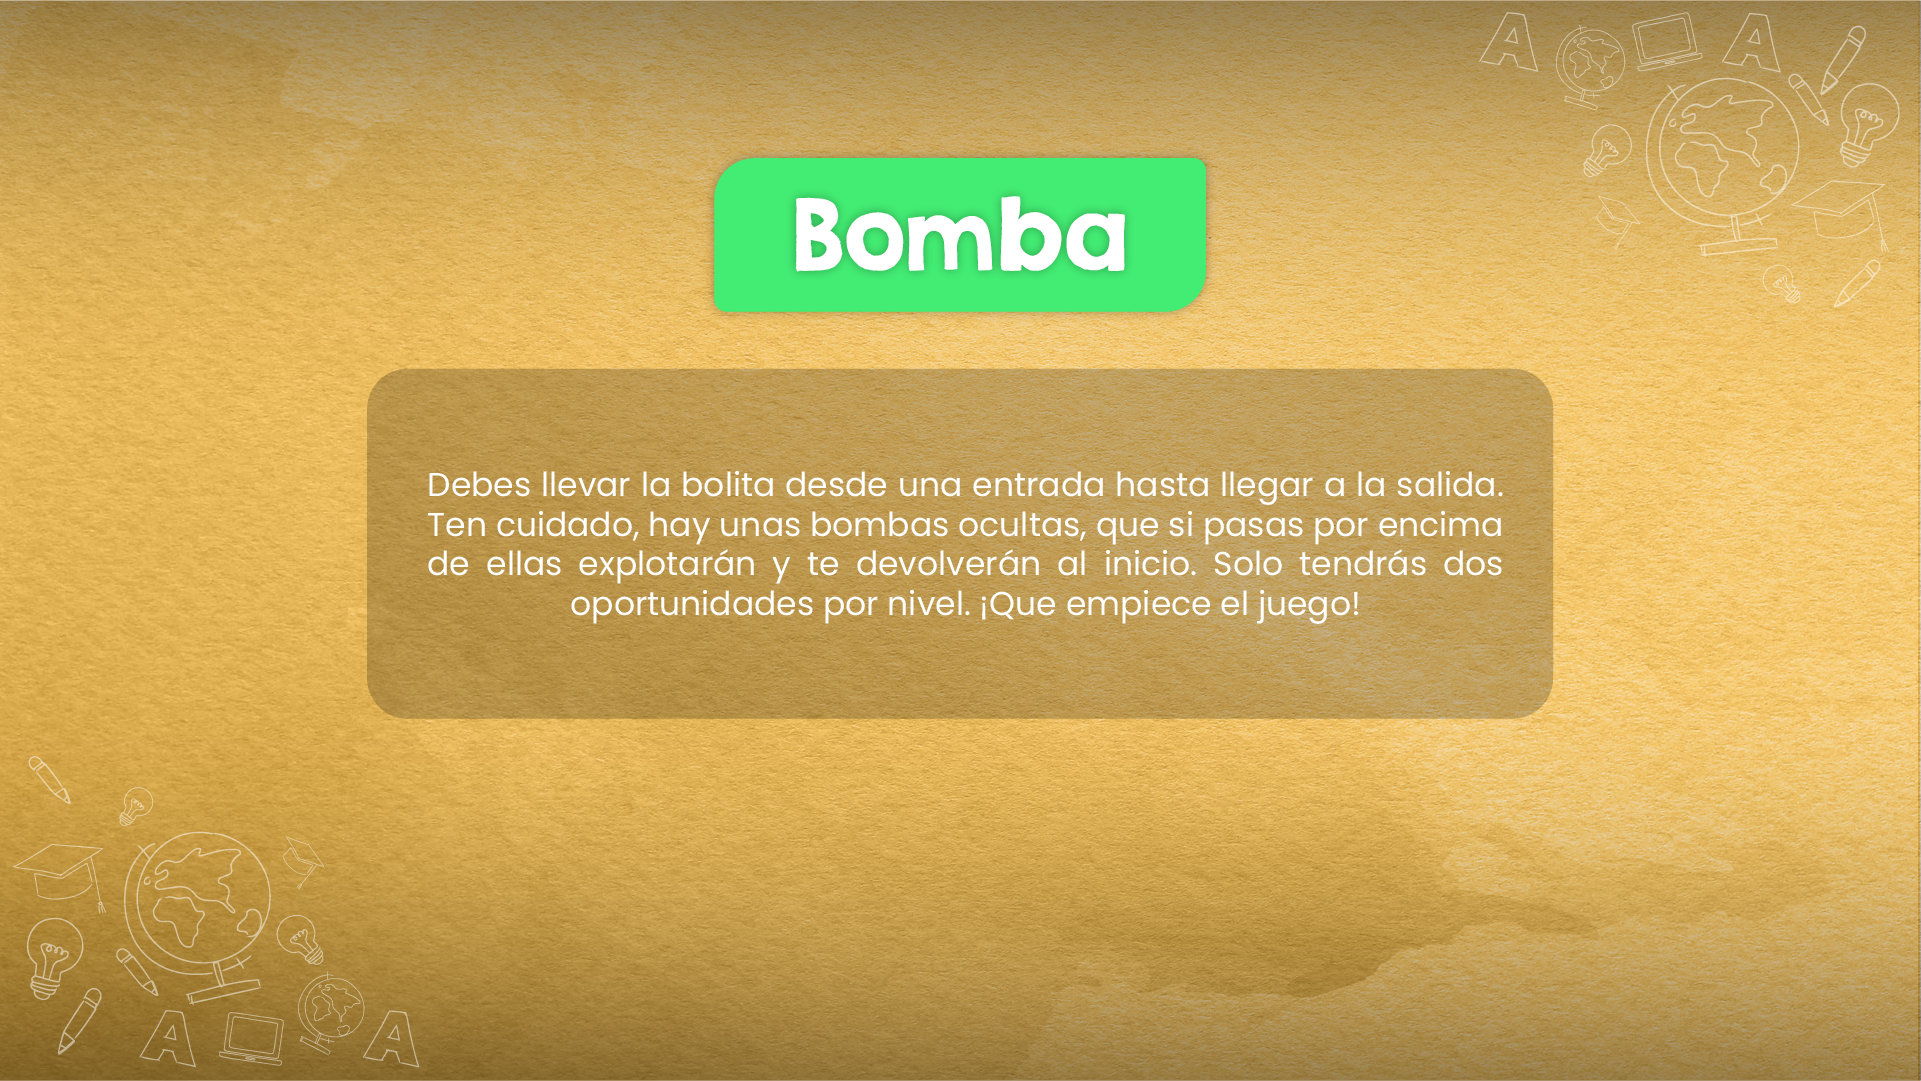 Bomba
Debes llevar la bolita desde una entrada hasta llegar a la salida.
Ten cuidado, hay unas bombas ocultas, que si pasas por encima
de ellas explotarán y te devolverán al inicio. Solo tendrás dos
oportunidades por nivel. ¡Que empiece el juego!